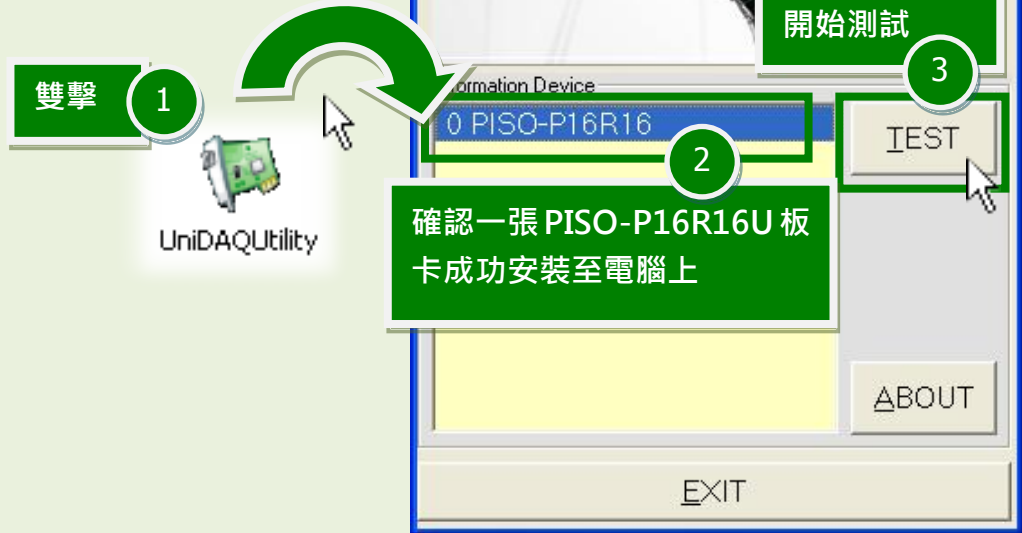 雙擊
1
UniDAQUtility
開始測試
3
ormation Device
0 PISO-P16R16
TEST
2
確認一張 PISO-P16R16U 板
卡成功安裝至電腦上
ABOUT
EXIT